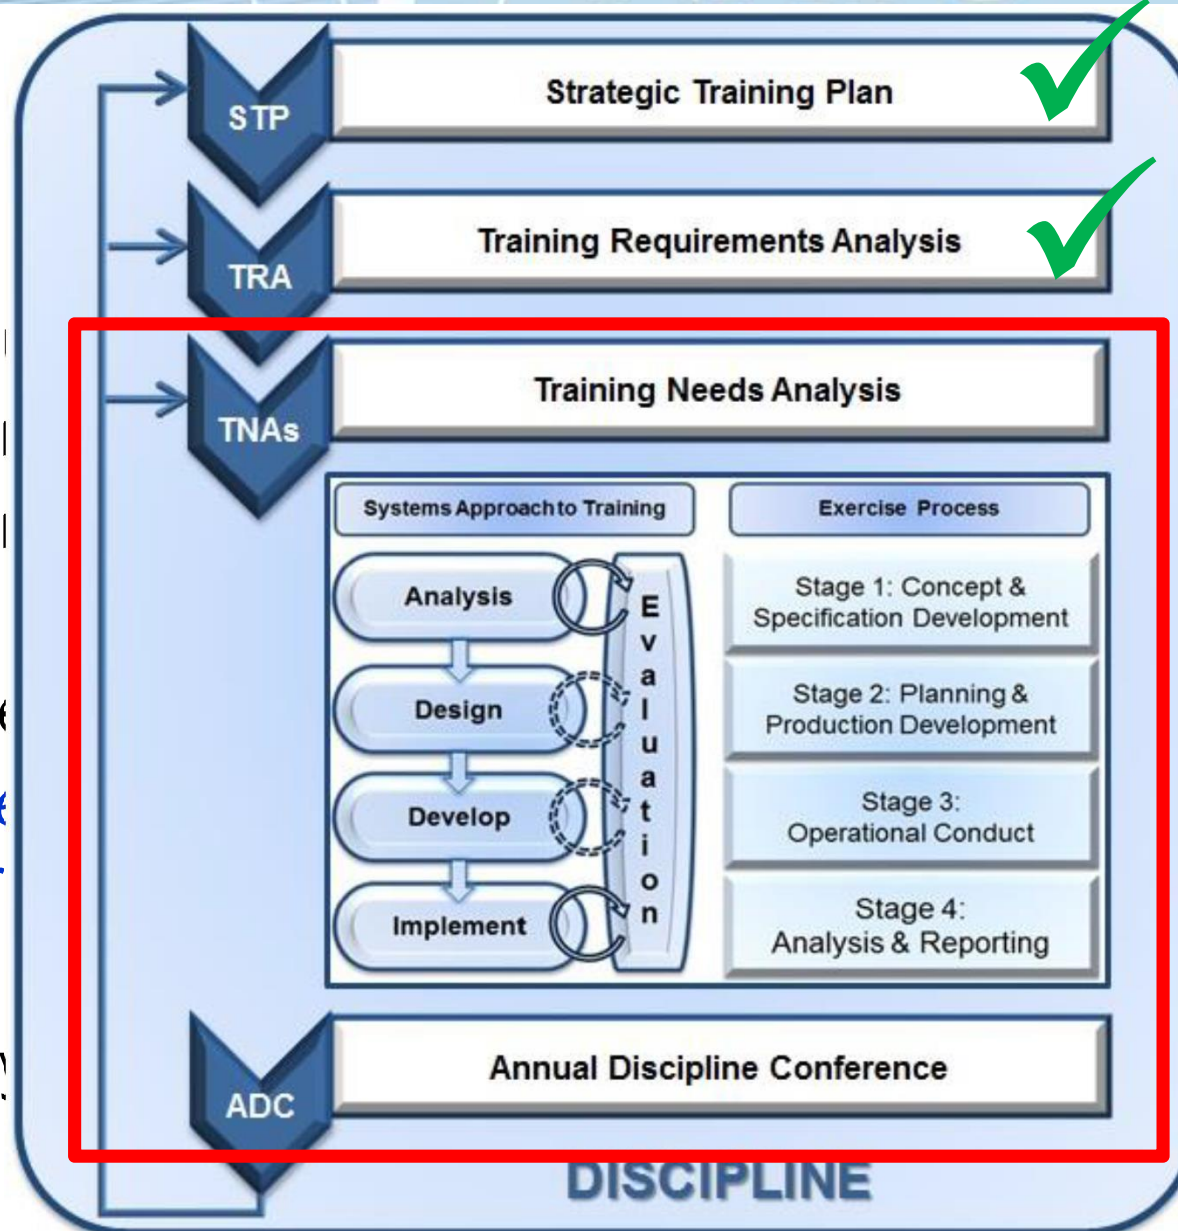 STP
Strategic Training Plan
TRA
Training Requirements Analysis
TNAs
Training Needs Analysis
Systems Approach to Training
Exercise Process
Analysis
Design
Develop
Implement
Evaluation
Stage 1: Concept &
Specification Development
Stage 2: Planning &
Production Development
Stage 3:
Operational Conduct
Stage 4:
Analysis & Reporting
ADC
Annual Discipline Conference
DISCIPLINE